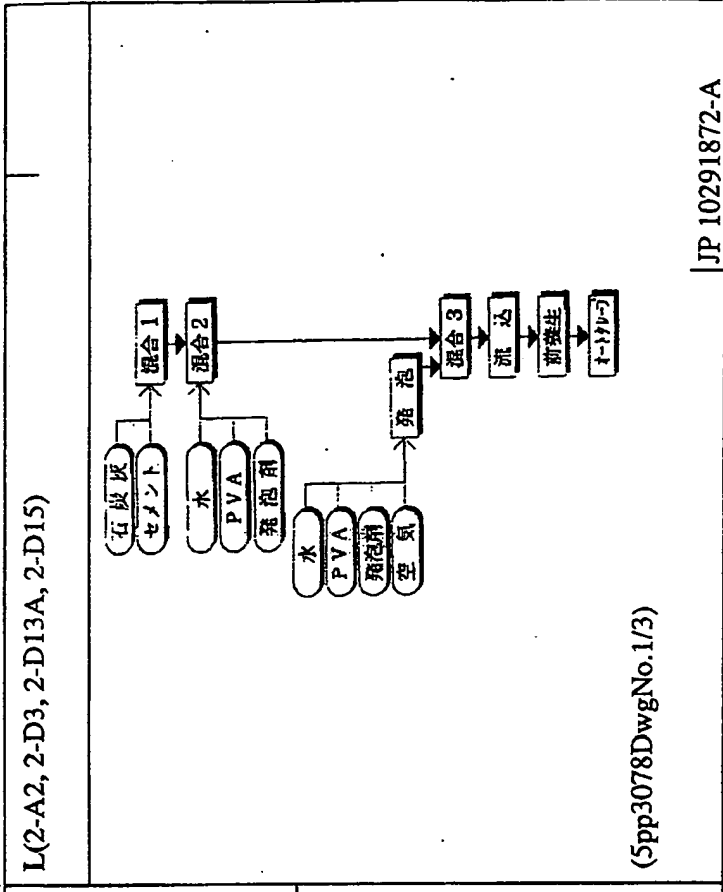 L(2-A2, 2-D3, 2-D13A, 2-D15)
石炭灰
セメント
混合1
水
PVA
発泡剤
混合2
水
PVA
発泡剤
空気
発泡
混合3
流込
前養生
オートクレーブ
(5pp3078DwgNo.1/3)
JP 10291872-A